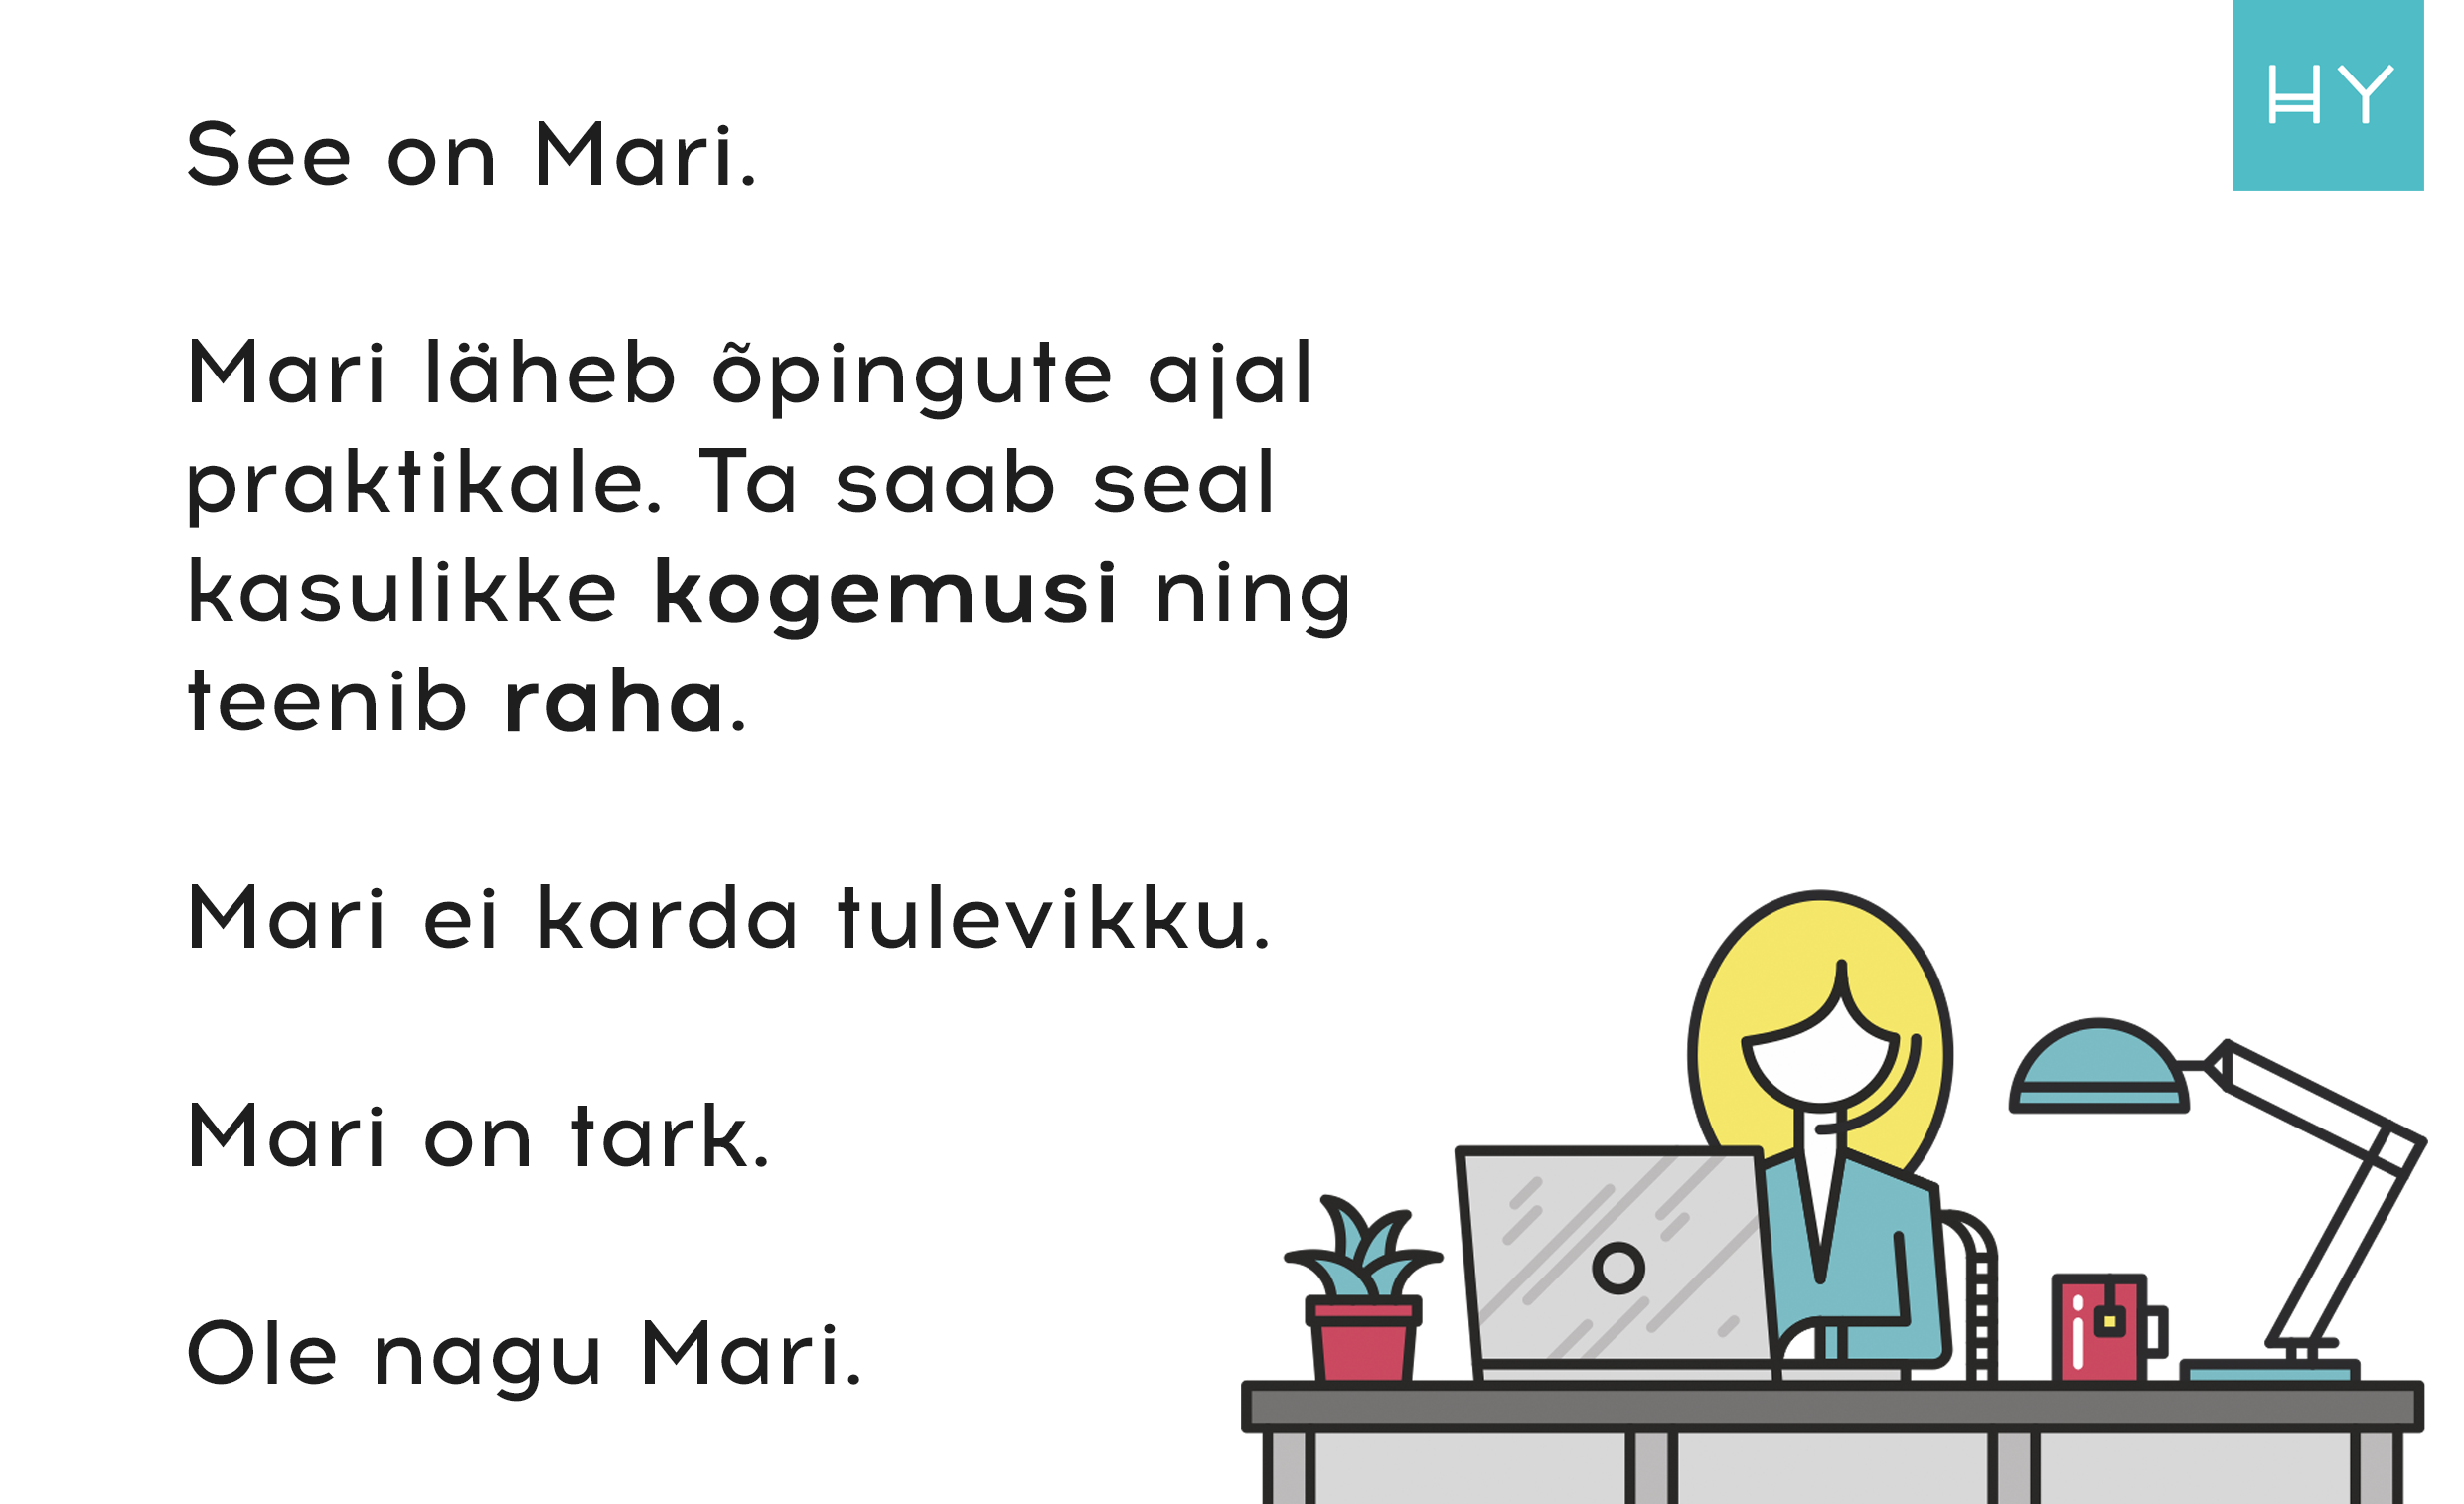 HY
See on Mari.
Mari läheb õpingute ajal
praktikale. Ta saab seal
kasulikke kogemusi ning
teenib raha.
Mari ei karda tulevikku.
Mari on tark.
Ole nagu Mari.